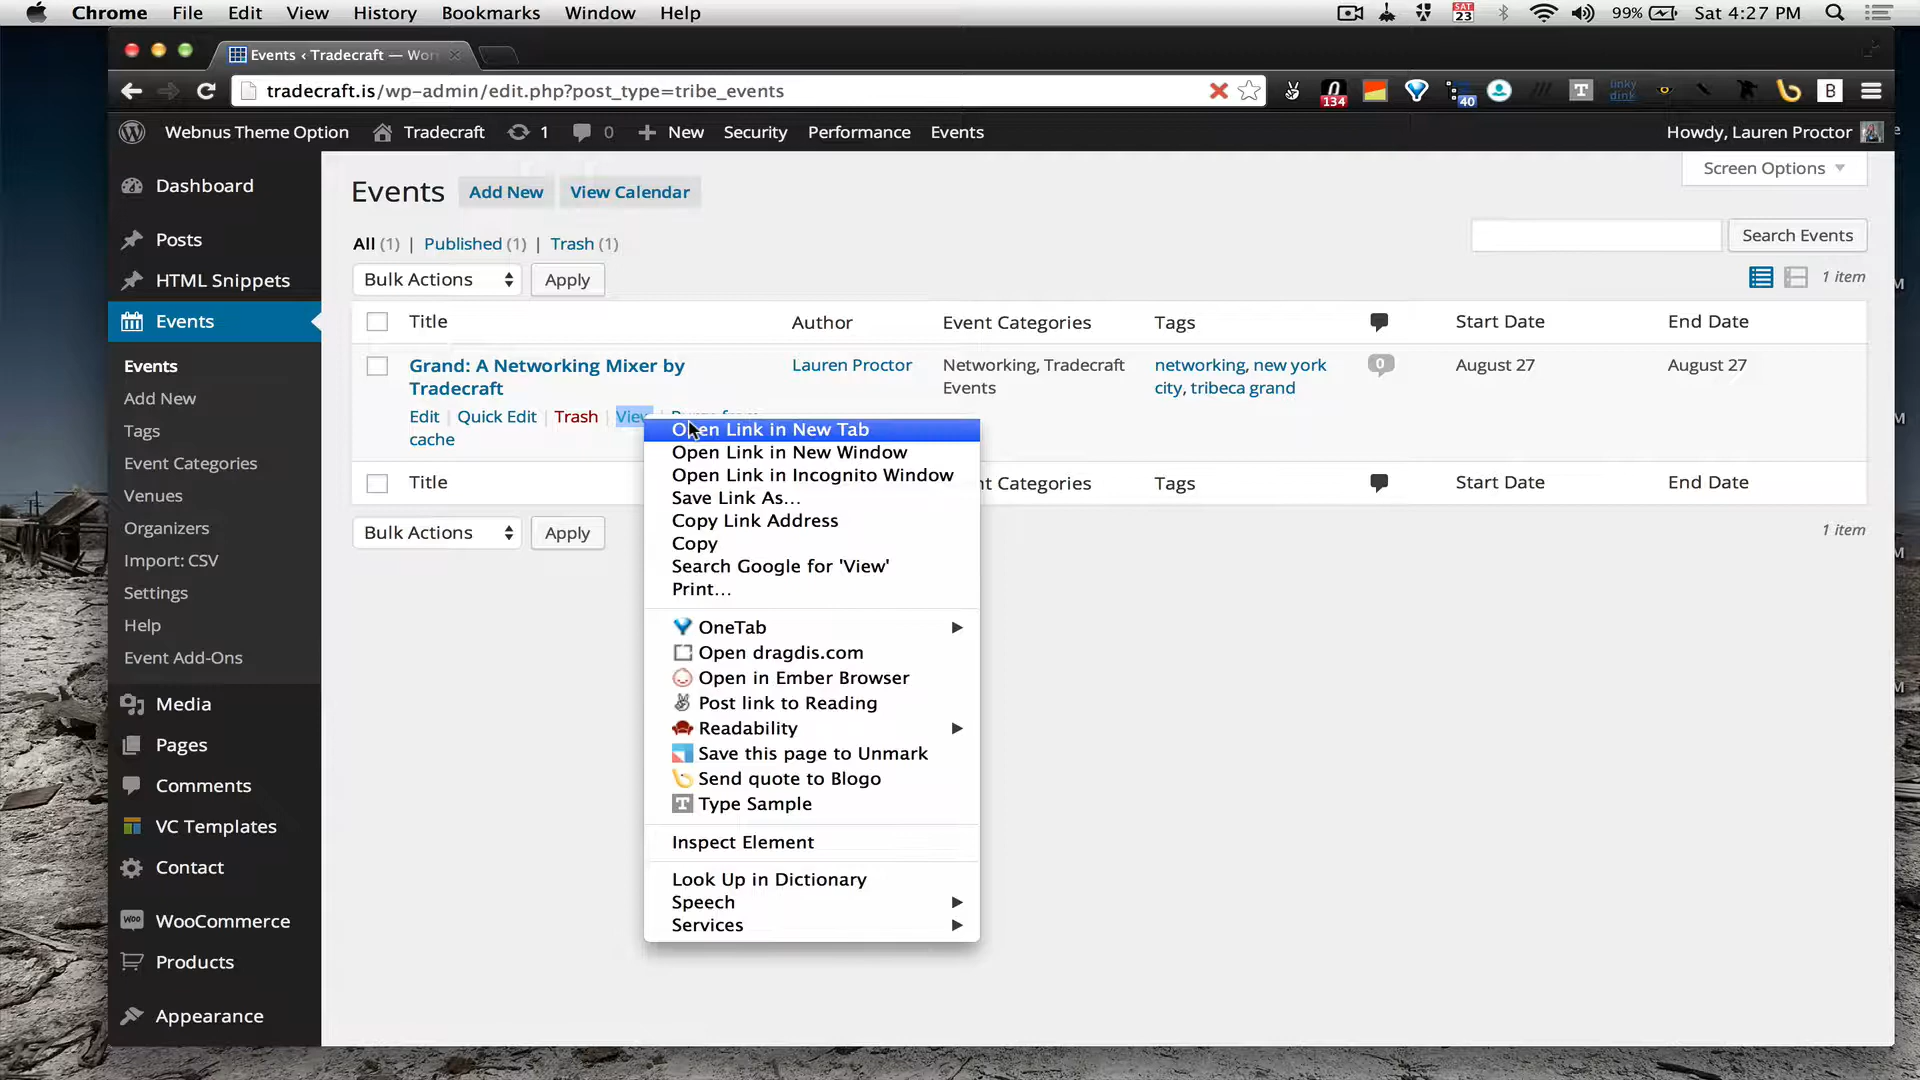 Chrome File Edit View History Bookmarks Window Help SAT 23 99% Sat 4:27 PM
Events ‹ Tradecraft — Wor
tradecraft.is/wp-admin/edit.php?post_type=tribe_events 134 40 T linky dink B
Webnus Theme Option Tradecraft 1 0 New Security Performance Events Howdy, Lauren Proctor
Screen Options
Dashboard
Posts
HTML Snippets
Events
Events
Add New
Tags
Event Categories
Venues
Organizers
Import: CSV
Settings
Help
Event Add-Ons
Media
Pages
Comments
VC Templates
Contact
WOO WooCommerce
Products
Appearance
Events Add New View Calendar
All (1) | Published (1) | Trash (1)
Search Events
Bulk Actions Apply
1 item
Title Author Event Categories Tags Start Date End Date
Grand: A Networking Mixer by
Tradecraft
Lauren Proctor
Networking, Tradecraft
Events
networking, new york
city, tribeca grand
0
August 27
August 27
Edit | Quick Edit | Trash | View | Purge from
cache
Title nt Categories Tags Start Date End Date
Bulk Actions Apply
1 item
Open Link in New Tab
Open Link in New Window
Open Link in Incognito Window
Save Link As...
Copy Link Address
Copy
Search Google for 'View'
Print...
OneTab
Open dragdis.com
Open in Ember Browser
Post link to Reading
Readability
Save this page to Unmark
Send quote to Blogo
T Type Sample
Inspect Element
Look Up in Dictionary
Speech
Services